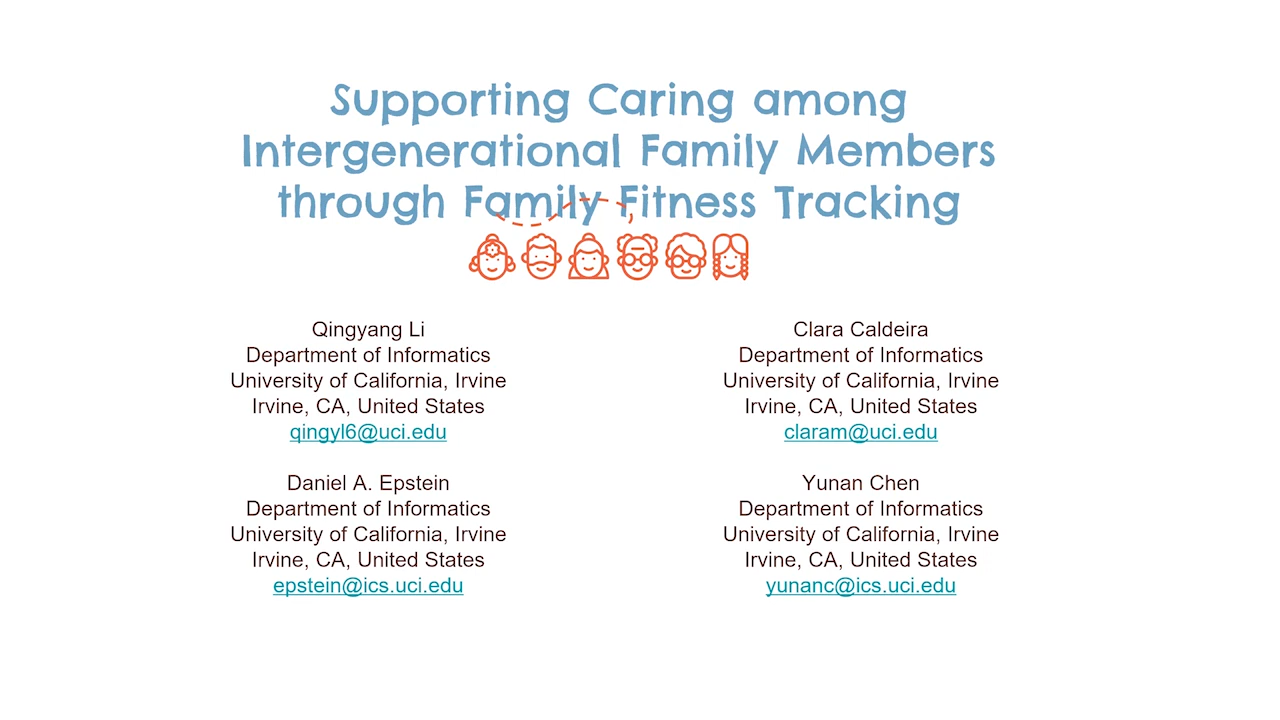 Supporting Caring among
Intergenerational Family Members
through Family Fitness Tracking
Qingyang Li
Department of Informatics
University of California, Irvine
Irvine, CA, United States
qingyl6@uci.edu
Clara Caldeira
Department of Informatics
University of California, Irvine
Irvine, CA, United States
claram@uci.edu
Daniel A. Epstein
Department of Informatics
University of California, Irvine
Irvine, CA, United States
epstein@ics.uci.edu
Yunan Chen
Department of Informatics
University of California, Irvine
Irvine, CA, United States
yunanc@ics.uci.edu